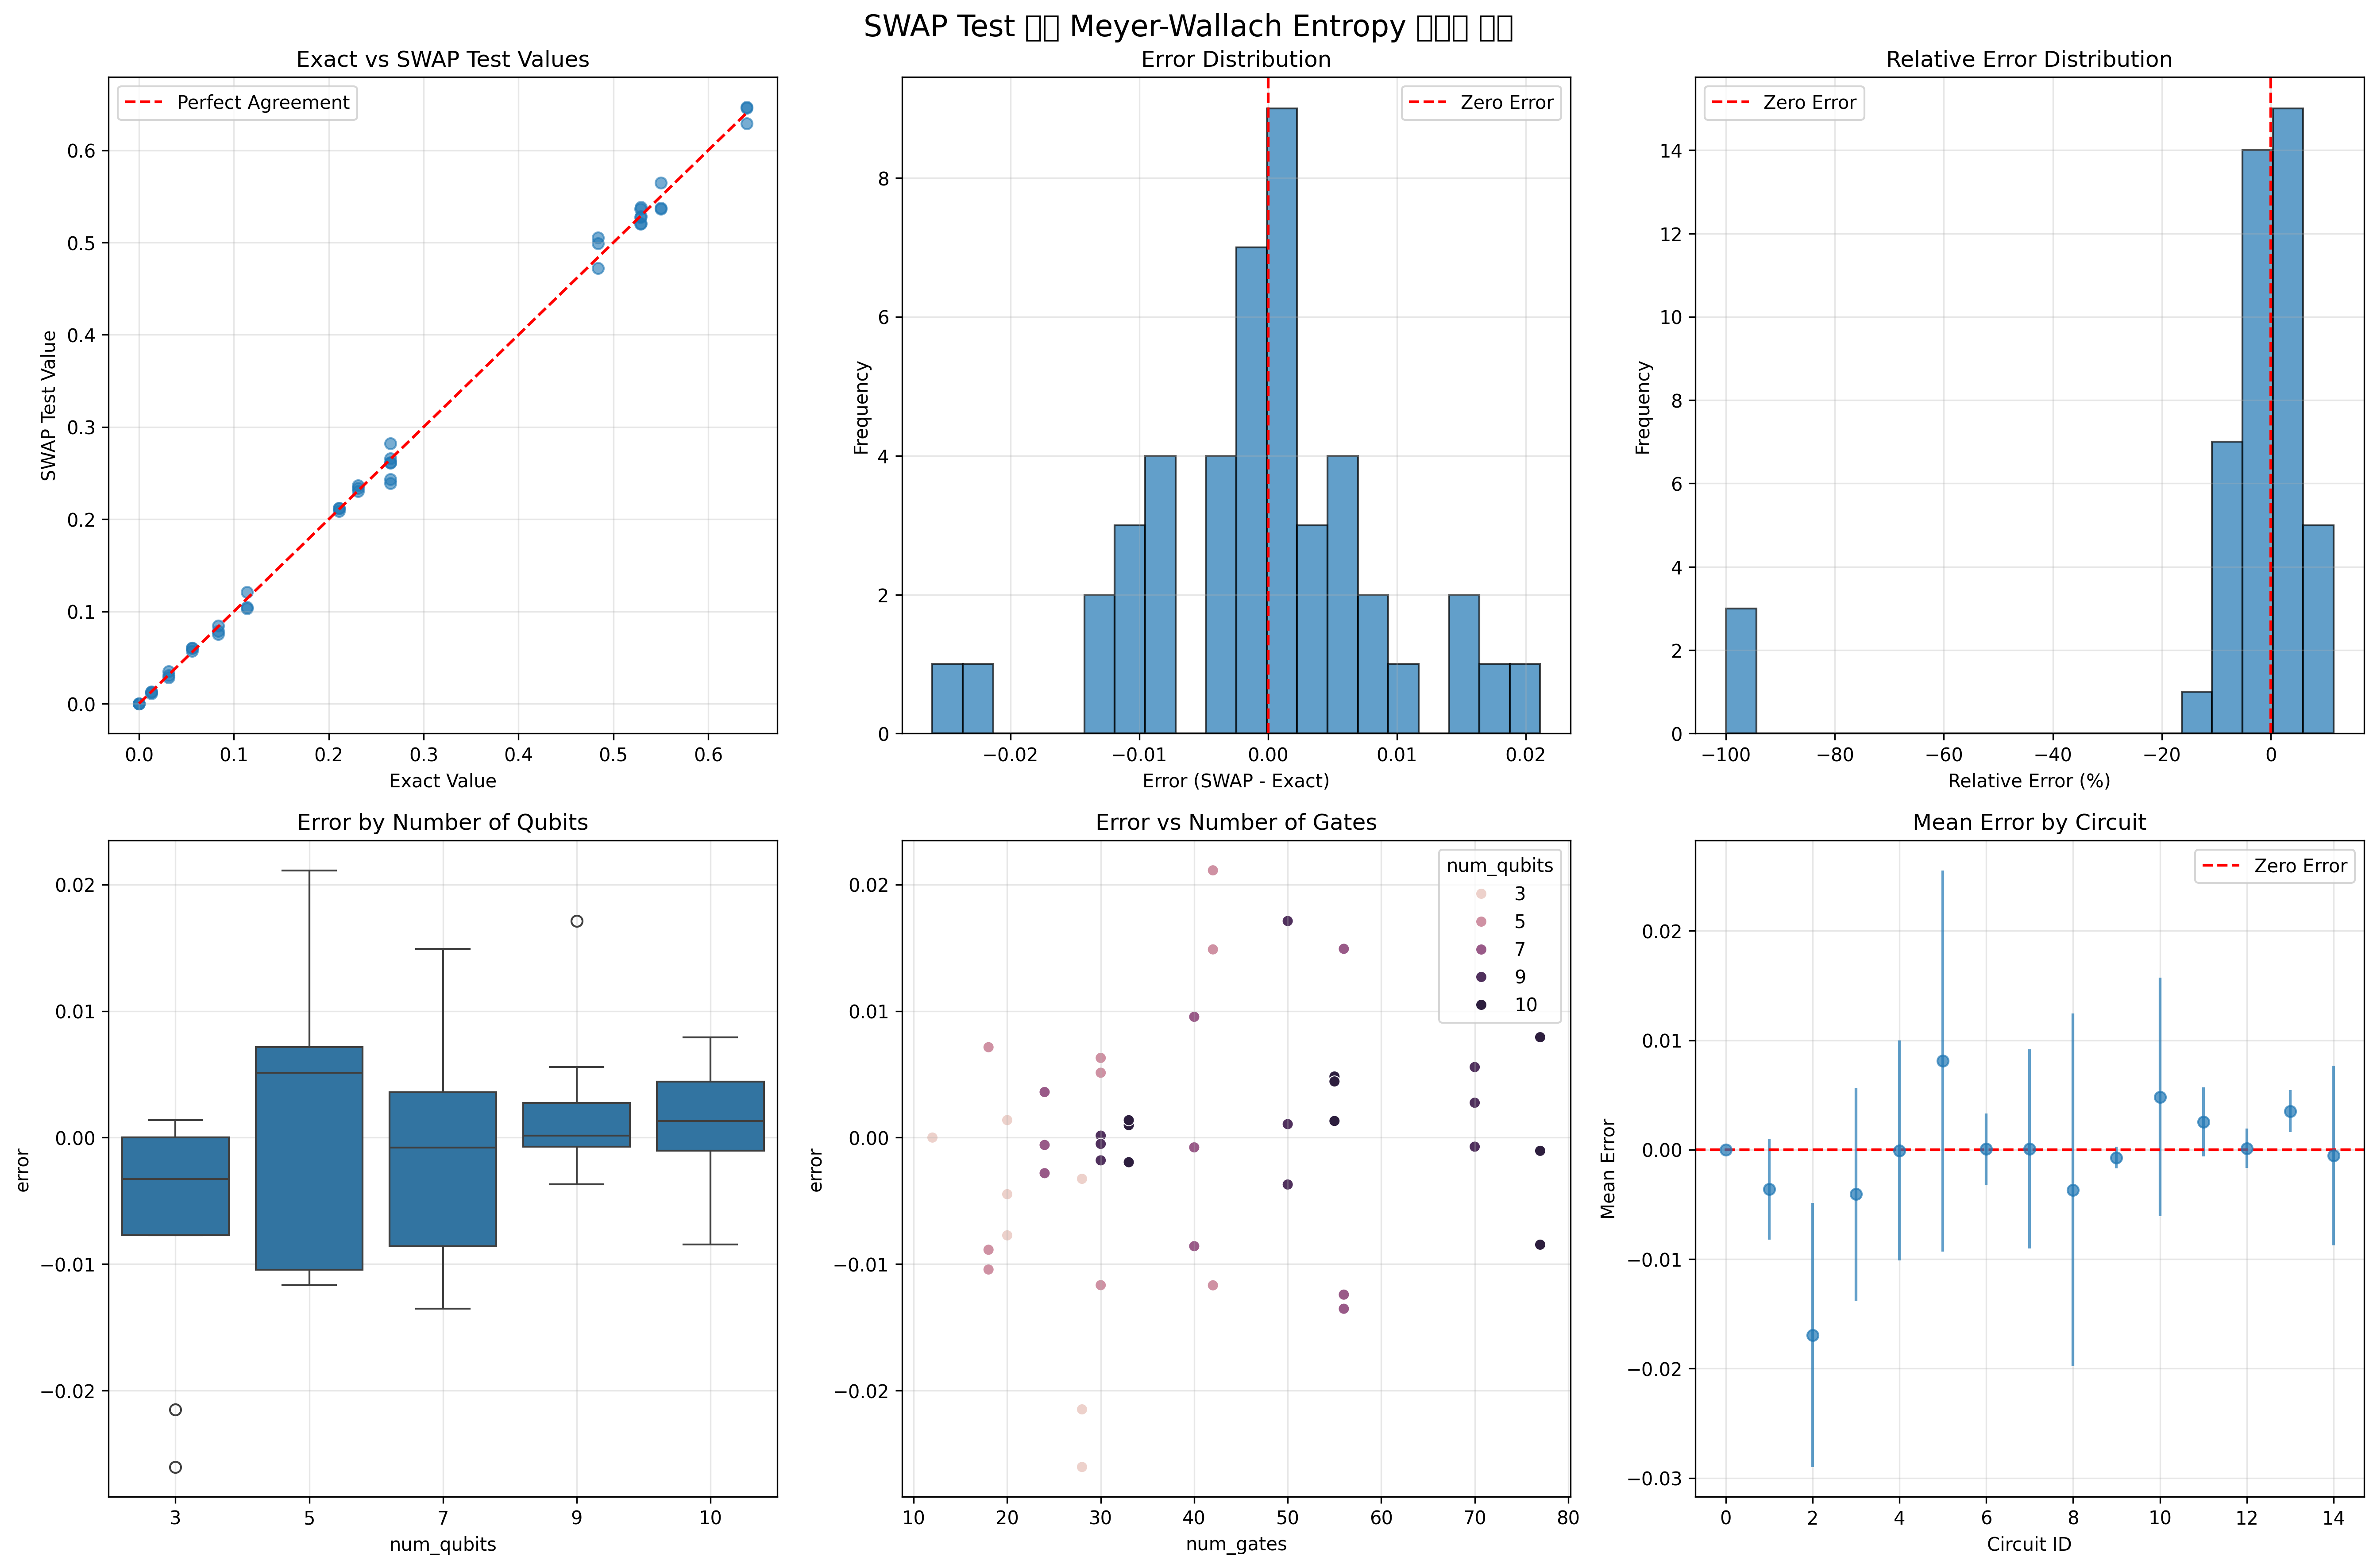 SWAP Test Meyer-Wallach Entropy
Exact vs SWAP Test Values
Perfect Agreement
SWAP Test Value
0.6
0.5
0.4
0.3
0.2
0.1
0.0
0.0 0.1 0.2 0.3 0.4 0.5 0.6
Exact Value
Error Distribution
Zero Error
Frequency
8
6
4
2
0
−0.02 −0.01 0.00 0.01 0.02
Error (SWAP - Exact)
Relative Error Distribution
Zero Error
Frequency
14
12
10
8
6
4
2
0
−100 −80 −60 −40 −20 0
Relative Error (%)
Error by Number of Qubits
error
0.02
0.01
0.00
−0.01
−0.02
3 5 7 9 10
num_qubits
Error vs Number of Gates
num_qubits
3
5
7
9
10
error
0.02
0.01
0.00
−0.01
−0.02
10 20 30 40 50 60 70 80
num_gates
Mean Error by Circuit
Zero Error
Mean Error
0.02
0.01
0.00
−0.01
−0.02
−0.03
0 2 4 6 8 10 12 14
Circuit ID